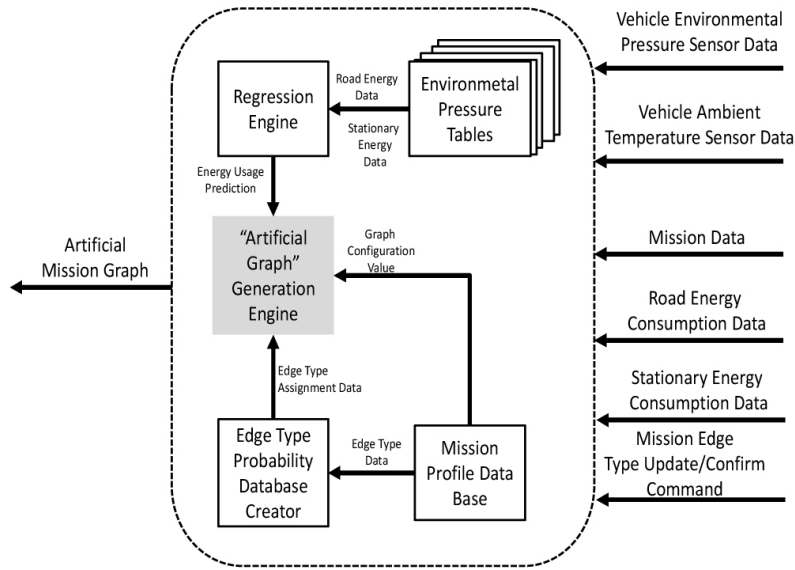 Vehicle Environmental
Pressure Sensor Data
Road Energy
Data
Regression
Engine
Environmetal
Pressure
Tables
Stationary
Energy
Data
Vehicle Ambient
Temperature Sensor Data
Energy Usage
Prediction
Artificial
Mission Graph
“Artificial
Graph”
Generation
Engine
Graph
Configuration
Value
Mission Data
Road Energy
Consumption Data
Edge Type
Assignment Data
Stationary Energy
Consumption Data
Edge Type
Probability
Database
Creator
Edge Type
Data
Mission
Profile Data
Base
Mission Edge
Type Update/Confirm
Command